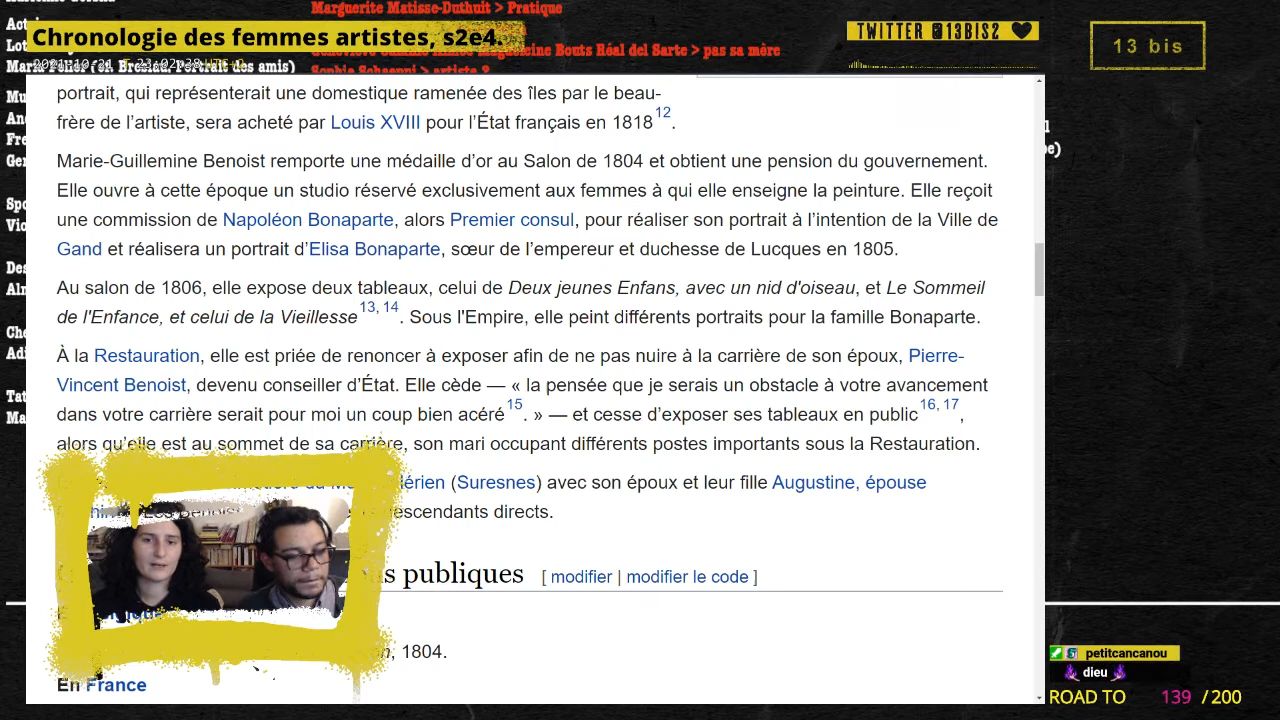 Marguerite Matisse-Duthuit > Pratique
Chronologie des femmes artistes, s2e4
Magdeleine Bouts Réal del Sarte > pas sa mère
TWITTER @13BIS2
13 bis
portrait, qui représenterait une domestique ramenée des îles par le beau-
frère de l’artiste, sera acheté par Louis XVIII pour l’État français en 1818 12.
Marie-Guillemine Benoist remporte une médaille d’or au Salon de 1804 et obtient une pension du gouvernement.
Elle ouvre à cette époque un studio réservé exclusivement aux femmes à qui elle enseigne la peinture. Elle reçoit
une commission de Napoléon Bonaparte, alors Premier consul, pour réaliser son portrait à l’intention de la Ville de
Gand et réalisera un portrait d’Elisa Bonaparte, sœur de l’empereur et duchesse de Lucques en 1805.
Au salon de 1806, elle expose deux tableaux, celui de Deux jeunes Enfans, avec un nid d'oiseau, et Le Sommeil
de l'Enfance, et celui de la Vieillesse 13, 14. Sous l'Empire, elle peint différents portraits pour la famille Bonaparte.
À la Restauration, elle est priée de renoncer à exposer afin de ne pas nuire à la carrière de son époux, Pierre-
Vincent Benoist, devenu conseiller d’État. Elle cède — « la pensée que je serais un obstacle à votre avancement
dans votre carrière serait pour moi un coup bien acéré 15. » — et cesse d’exposer ses tableaux en public 16, 17,
alors qu’elle est au sommet de sa carrière, son mari occupant différents postes importants sous la Restauration.
(Suresnes) avec son époux et leur fille Augustine, épouse
descendants directs.
publiques [ modifier | modifier le code ]
, 1804.
En France
petitcancanou
dieu
ROAD TO 139 / 200